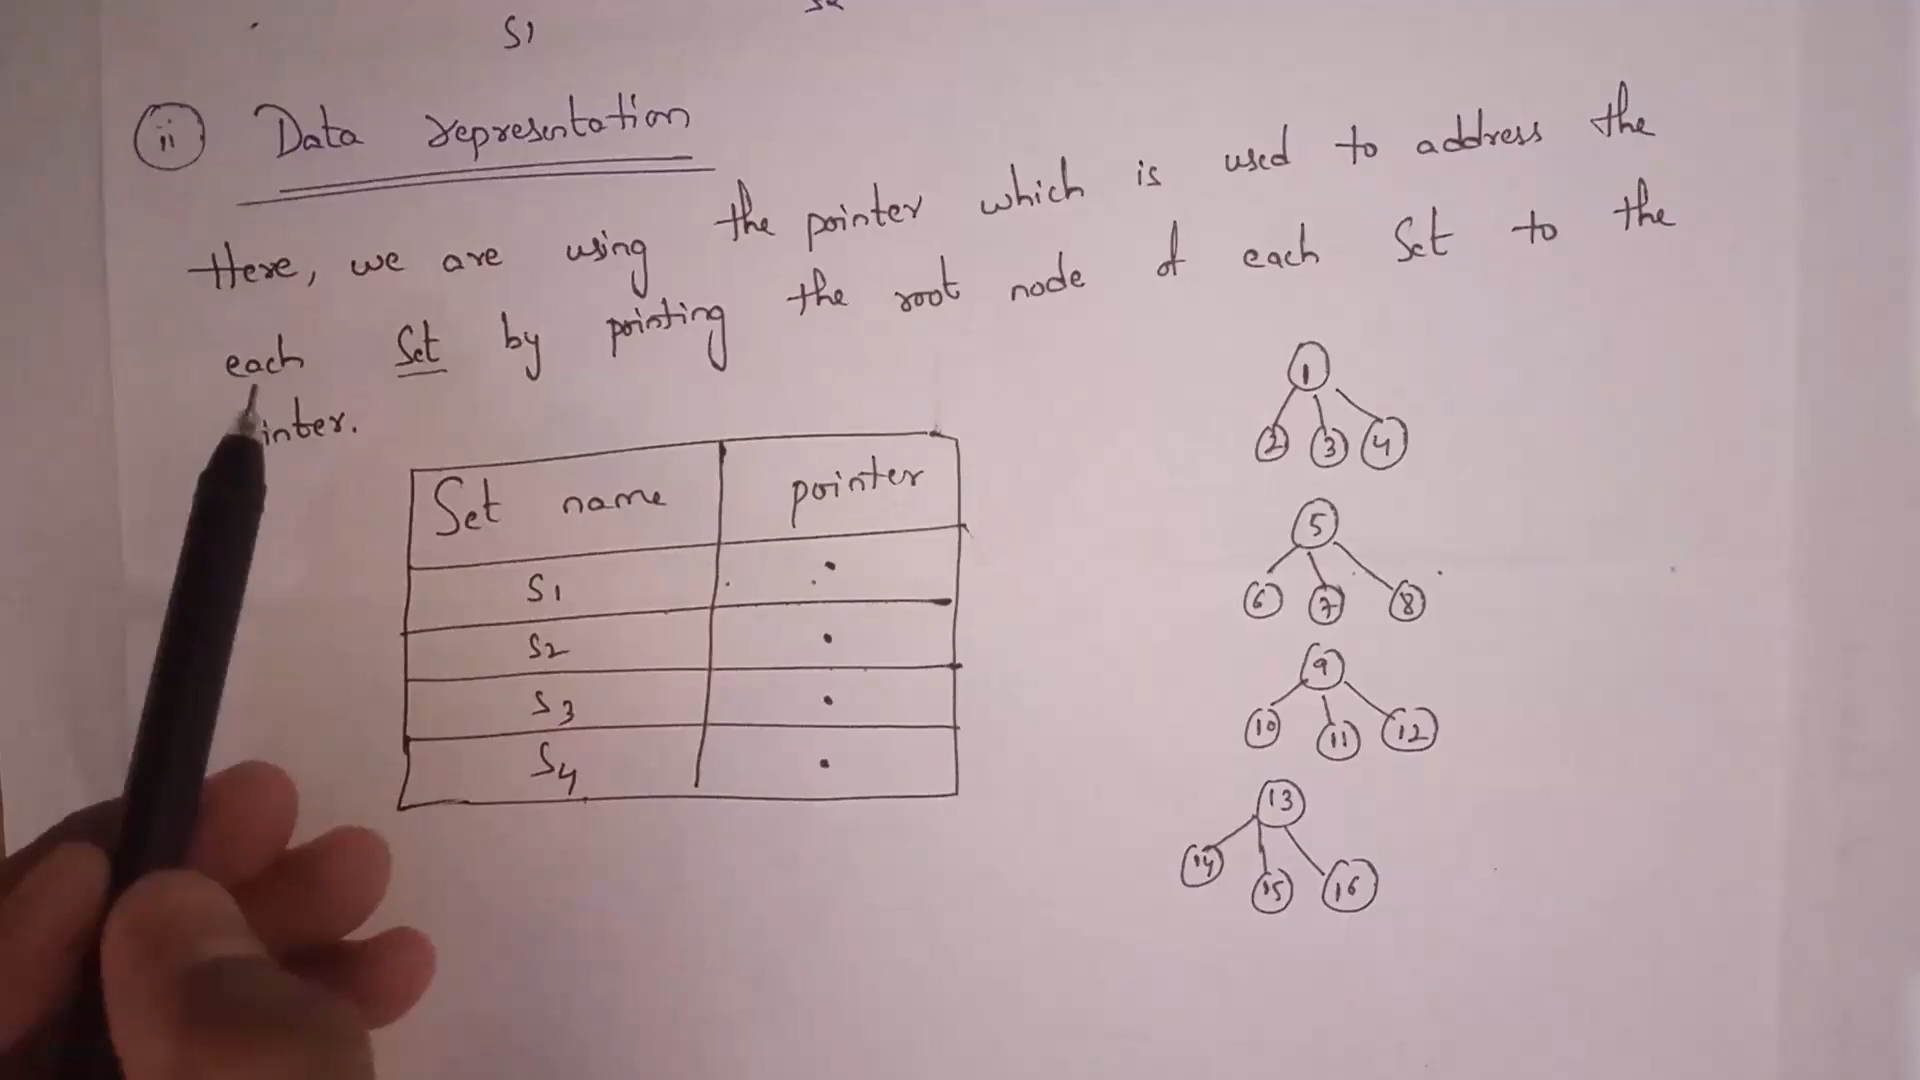 S1
ii Data representation
Here, we are using the pointer which is used to address the
each Set by pointing the root node of each Set to the
inter.
Set name pointer
S1
S2
S3
S4
1
2 3 4
5
6 7 8
9
10 11 12
13
14 15 16